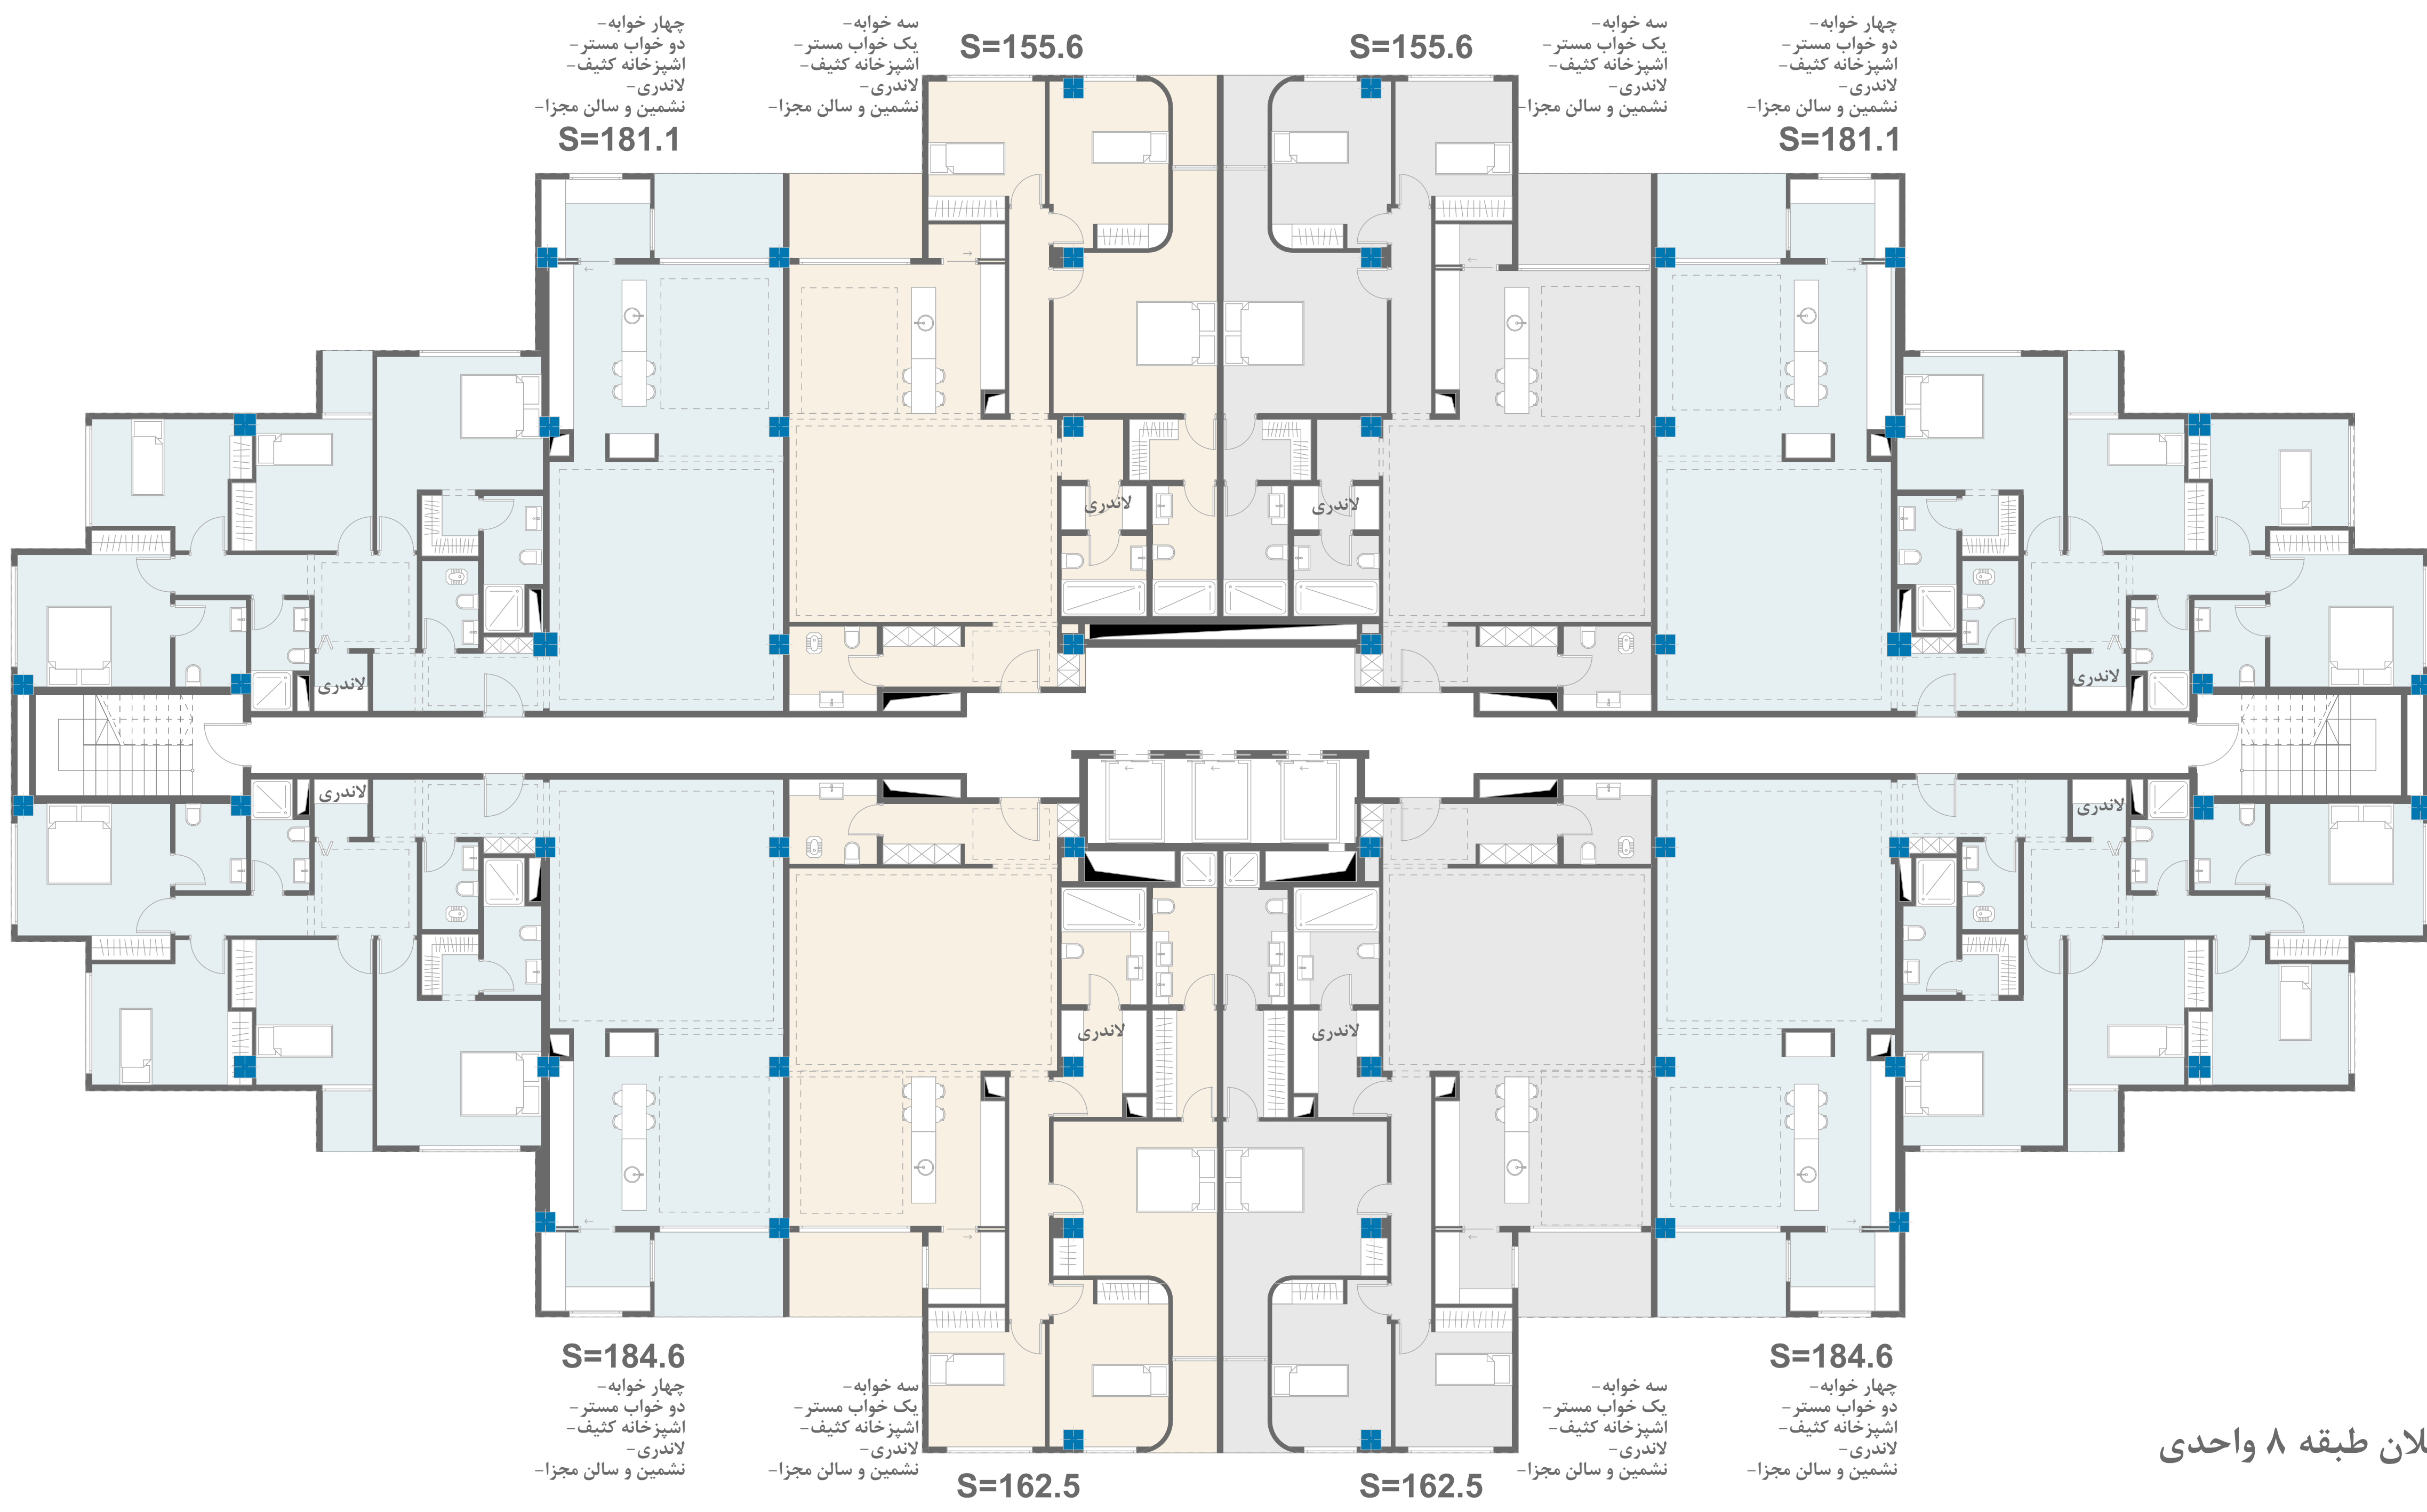 چهار خوابه-
دو خواب مستر-
اشپزخانه کثیف-
لاندری-
نشمین و سالن مجزا-
S=181.1
سه خوابه-
یک خواب مستر-
اشپزخانه کثیف-
لاندری-
نشمین و سالن مجزا-
S=155.6
S=155.6
سه خوابه-
یک خواب مستر-
اشپزخانه کثیف-
لاندری-
نشمین و سالن مجزا-
چهار خوابه-
دو خواب مستر-
اشپزخانه کثیف-
لاندری-
نشمین و سالن مجزا-
S=181.1
لاندری
لاندری
لاندری
لاندری
لاندری
لاندری
لاندری
لاندری
S=184.6
چهار خوابه-
دو خواب مستر-
اشپزخانه کثیف-
لاندری-
نشمین و سالن مجزا-
سه خوابه-
یک خواب مستر-
اشپزخانه کثیف-
لاندری-
نشمین و سالن مجزا-
S=162.5
S=162.5
سه خوابه-
یک خواب مستر-
اشپزخانه کثیف-
لاندری-
نشمین و سالن مجزا-
S=184.6
چهار خوابه-
دو خواب مستر-
اشپزخانه کثیف-
لاندری-
نشمین و سالن مجزا-
طبقه ۸ واحدی